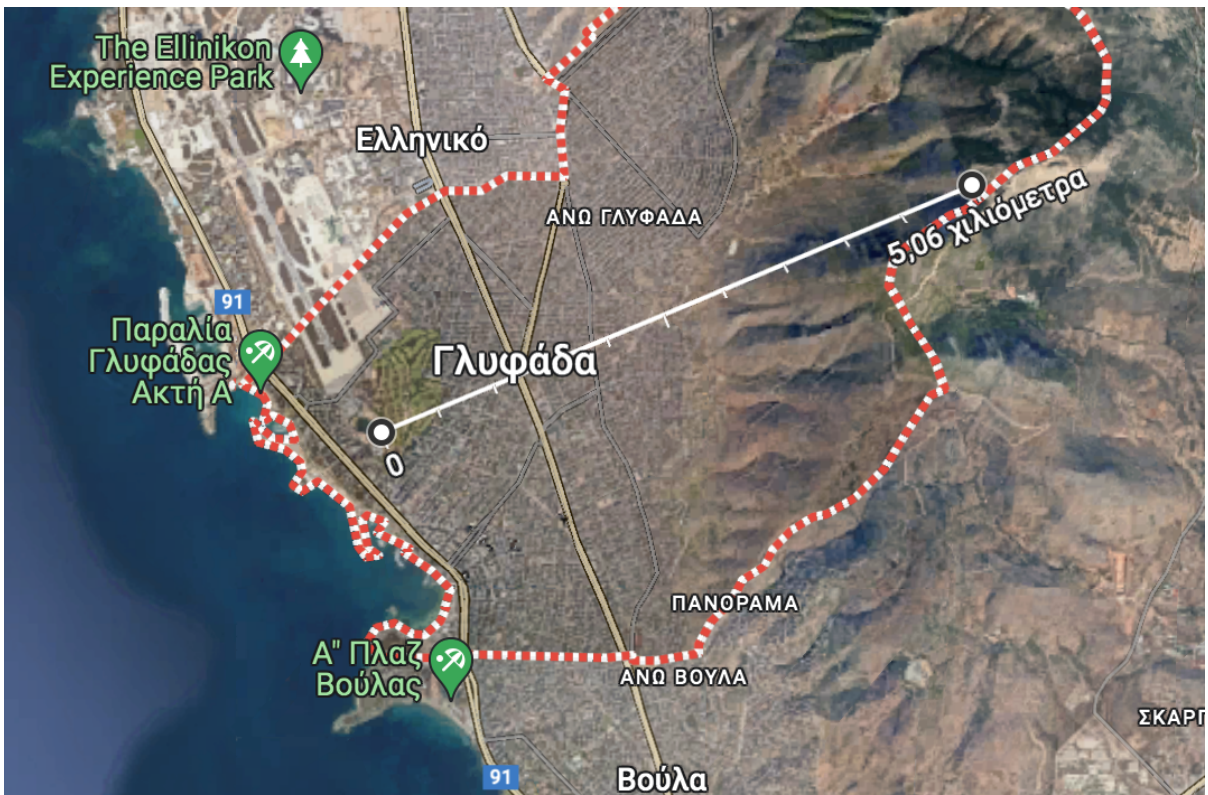 The Ellinikon
Experience Park
Ελληνικό
ΑΝΩ ΓΛΥΦΑΔΑ
5,06 χιλιόμετρα
91
Παραλία
Γλυφάδας
Ακτή Α
Γλυφάδα
0
ΠΑΝΟΡΑΜΑ
Α" Πλαζ
Βούλας
ΑΝΩ ΒΟΥΛΑ
ΣΚΑΡΠ
91
Βούλα